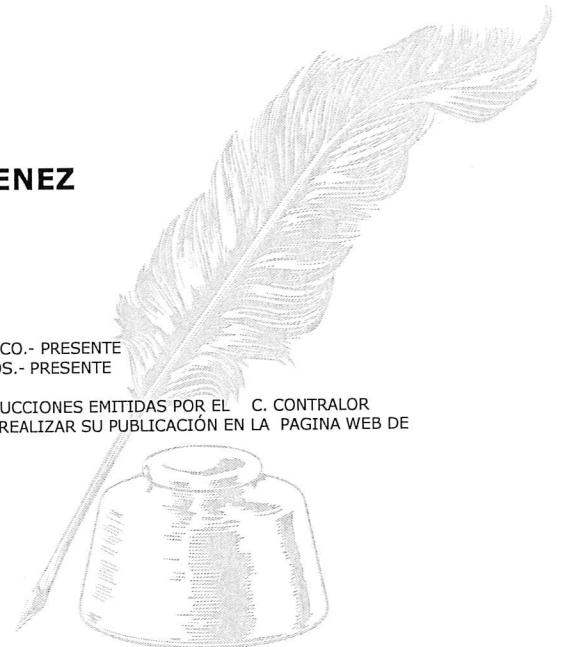 ENEZ
CO.- PRESENTE
OS.- PRESENTE
UCCIONES EMITIDAS POR EL C. CONTRALOR
REALIZAR SU PUBLICACIÓN EN LA PAGINA WEB DE